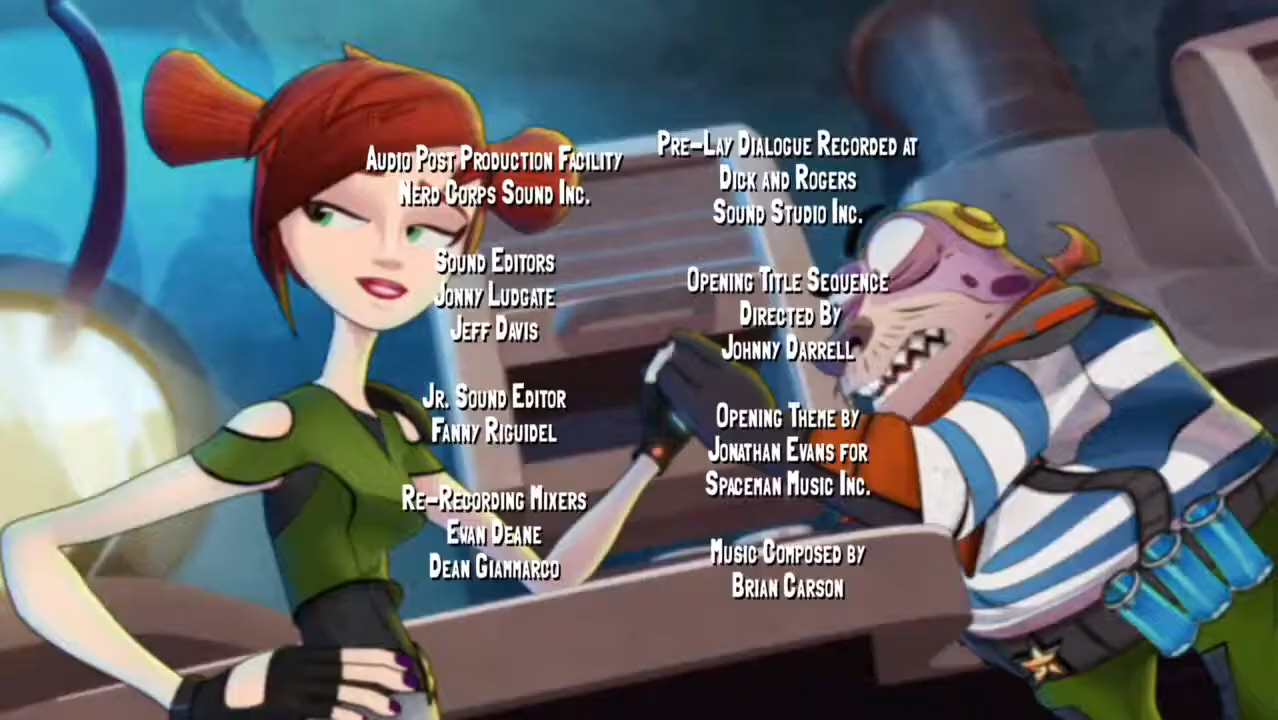 Audio Post Production Facility
Nerd Corps Sound Inc.
Sound Editors
Jonny Ludgate
Jeff Davis
Jr. Sound Editor
Fanny Riguidel
Re-Recording Mixers
Ewan Deane
Dean Giammarco
Pre-Lay Dialogue Recorded at
Dick and Rogers
Sound Studio Inc.
Opening Title Sequence
Directed By
Johnny Darrell
Opening Theme by
Jonathan Evans for
Spaceman Music Inc.
Music Composed by
Brian Carson